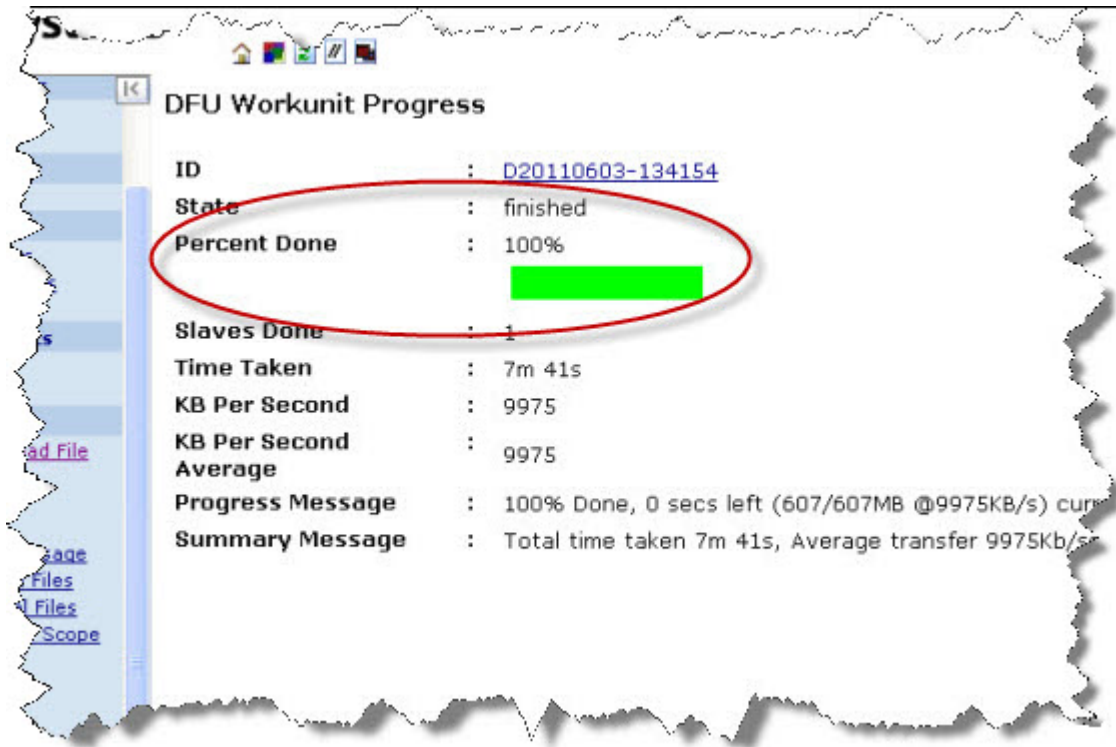 DFU Workunit Progress
ID : D20110603-134154
State : finished
Percent Done : 100%
Slaves Done : 1
Time Taken : 7m 41s
KB Per Second : 9975
KB Per Second Average : 9975
Progress Message : 100% Done, 0 secs left (607/607MB @9975KB/s)
Summary Message : Total time taken 7m 41s, Average transfer 9975Kb/s
ad File
Files
Files
Scope